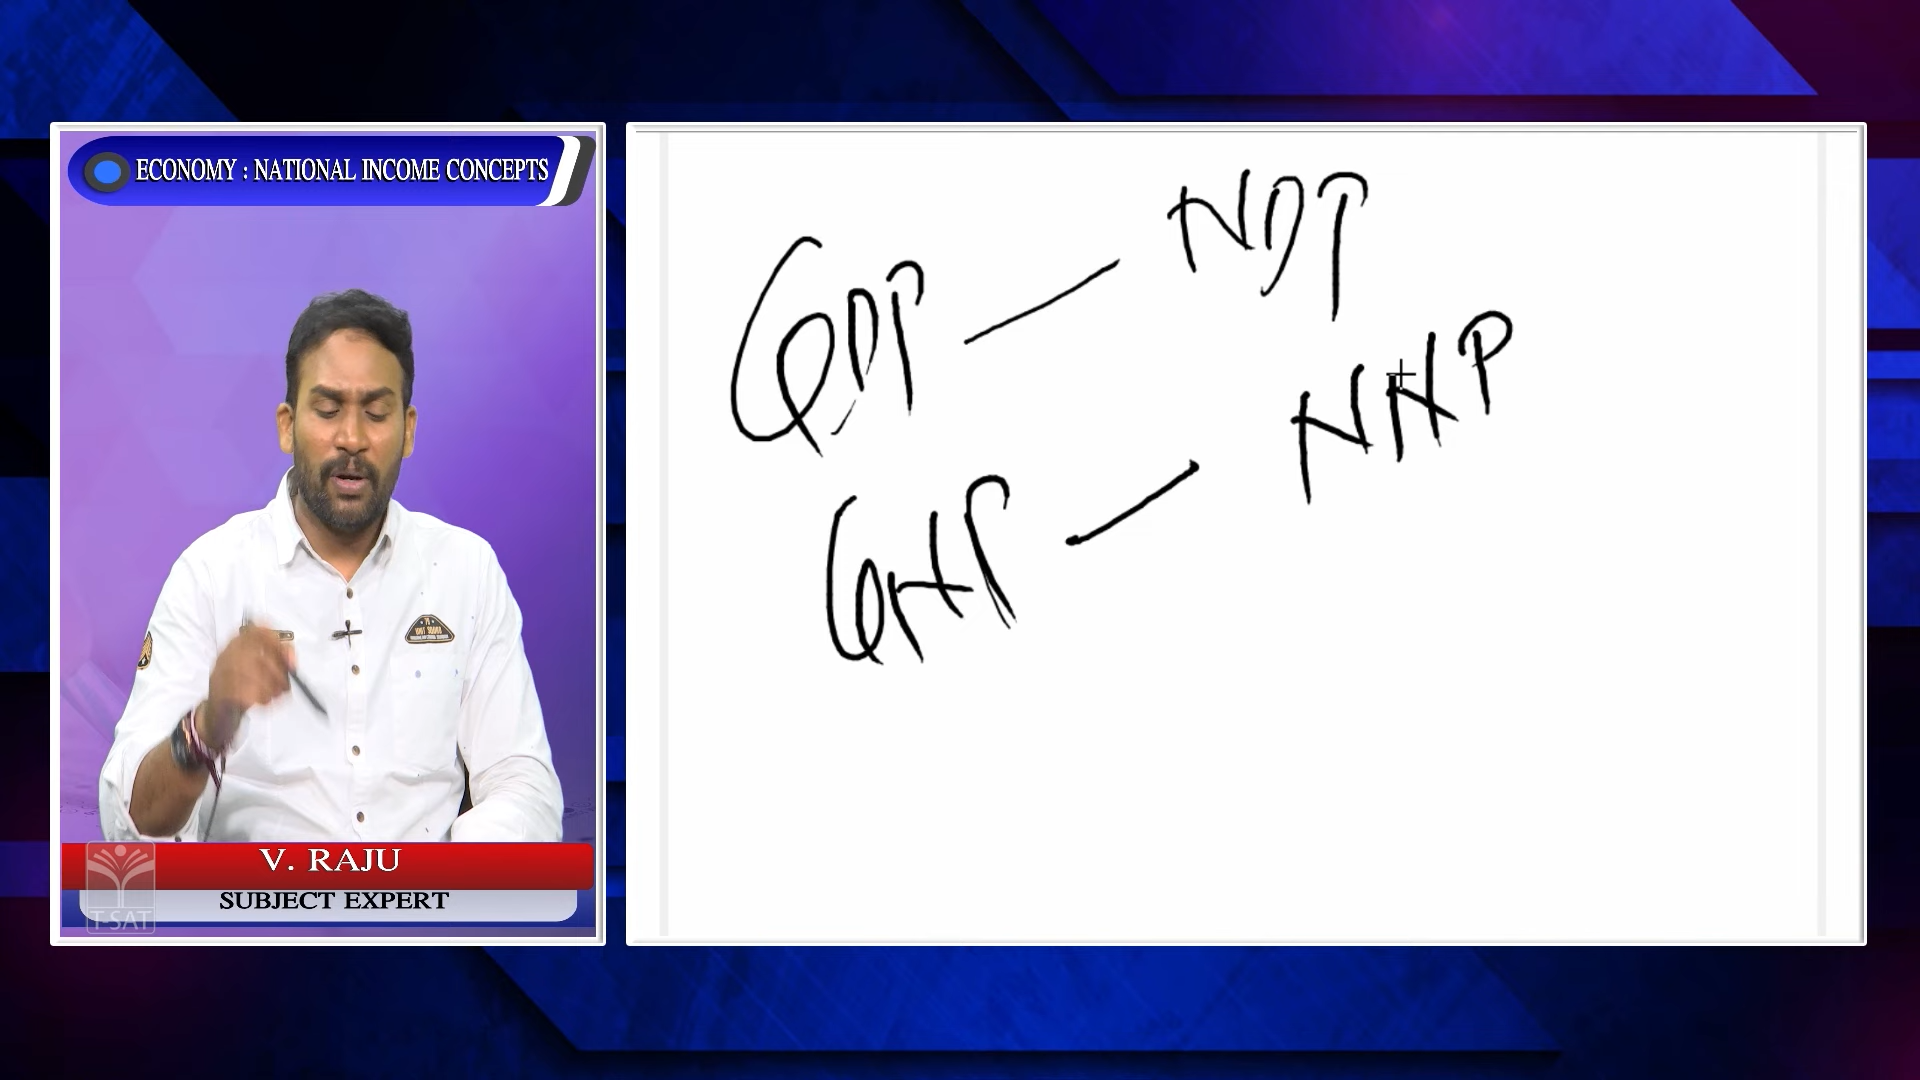 ECONOMY : NATIONAL INCOME CONCEPTS
GDP — NDP
GNP — NNP
V. RAJU
SUBJECT EXPERT
T-SAT